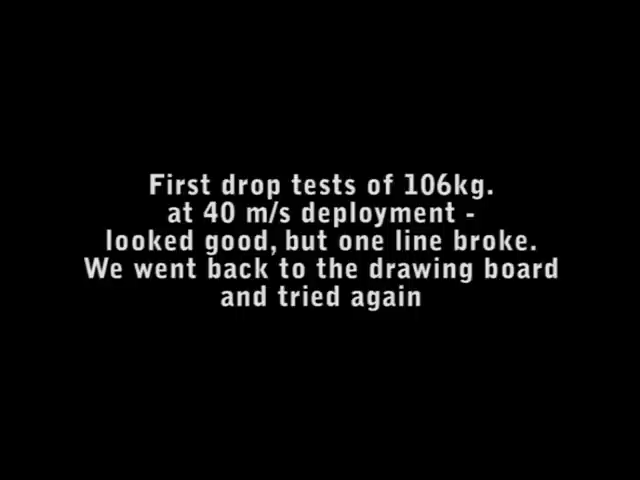 First drop tests of 106kg.
at 40 m/s deployment -
looked good, but one line broke.
We went back to the drawing board
and tried again